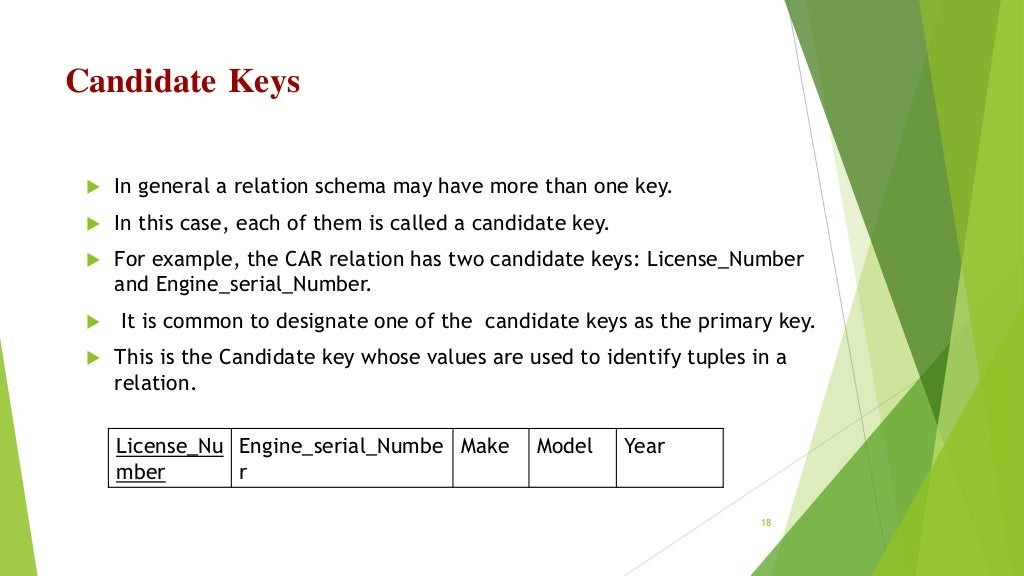 Candidate Keys
In general a relation schema may have more than one key.
In this case, each of them is called a candidate key.
For example, the CAR relation has two candidate keys: License_Number
and Engine_serial_Number.
It is common to designate one of the  candidate keys as the primary key.
This is the Candidate key whose values are used to identify tuples in a
relation.
License_Nu Engine_serial_Numbe Make Model Year
mber r
18